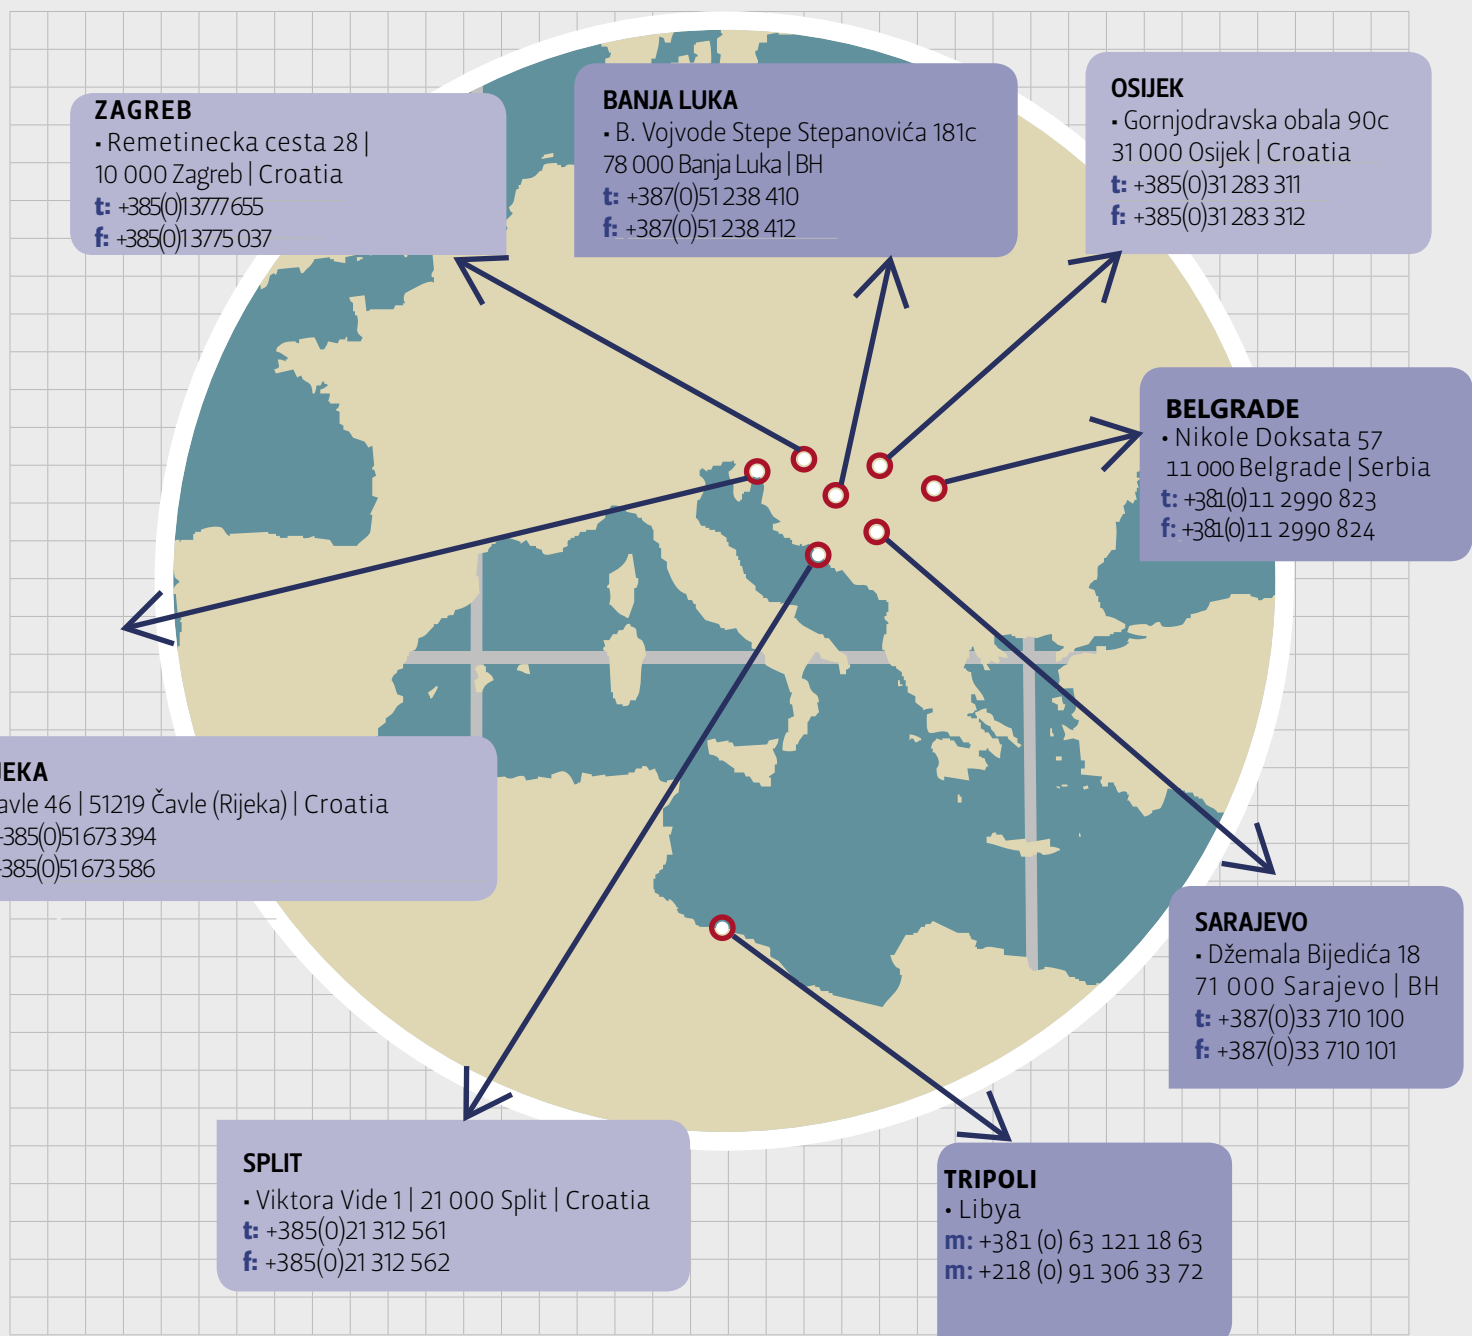 ZAGREB
• Remetinecka cesta 28 |
10 000 Zagreb | Croatia
t: +385(0)1 3777 655
f: +385(0)1 3775 037
BANJA LUKA
• B. Vojvode Stepe Stepanovića 181c
78 000 Banja Luka | BH
t: +387(0)51 238 410
f: +387(0)51 238 412
OSIJEK
• Gornjodravska obala 90c
31 000 Osijek | Croatia
t: +385(0)31 283 311
f: +385(0)31 283 312
BELGRADE
• Nikole Doksata 57
11 000 Belgrade | Serbia
t: +381(0)11 2990 823
f: +381(0)11 2990 824
JEKA
avle 46 | 51219 Čavle (Rijeka) | Croatia
+385(0)51 673 394
+385(0)51 673 586
SARAJEVO
• Džemala Bijedića 18
71 000 Sarajevo | BH
t: +387(0)33 710 100
f: +387(0)33 710 101
SPLIT
• Viktora Vide 1 | 21 000 Split | Croatia
t: +385(0)21 312 561
f: +385(0)21 312 562
TRIPOLI
• Libya
m: +381 (0) 63 121 18 63
m: +218 (0) 91 306 33 72